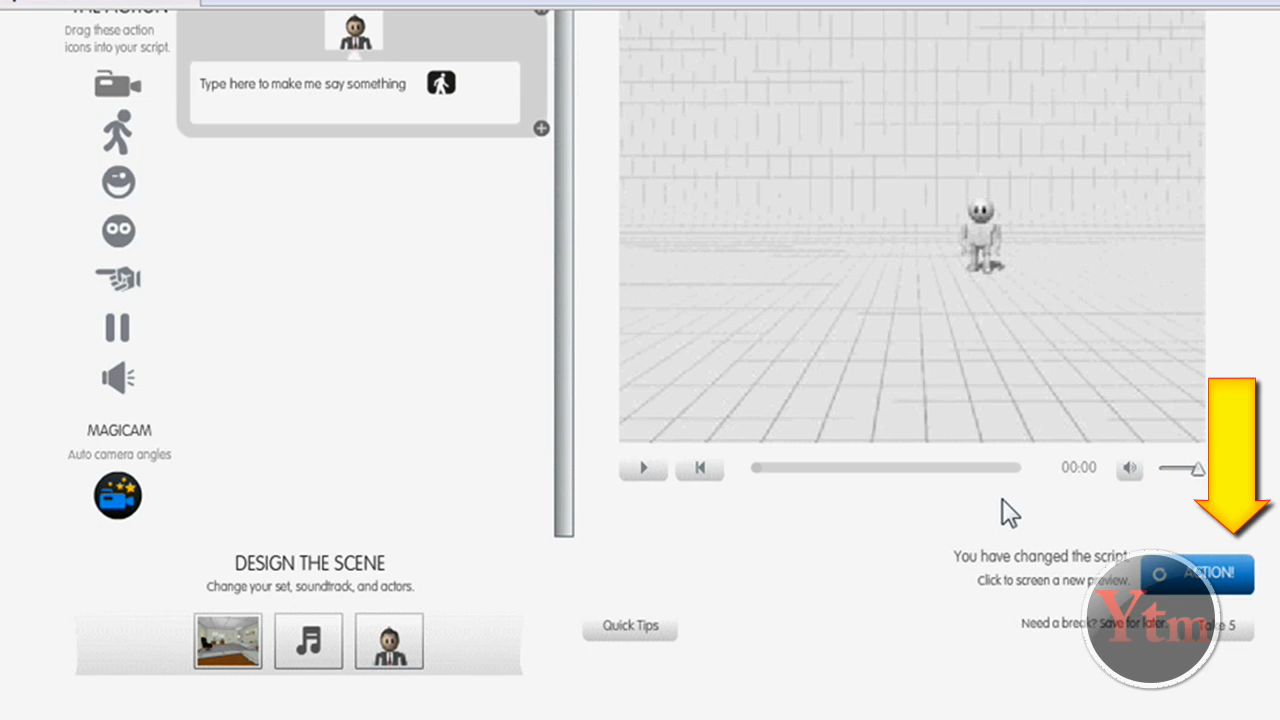 THE ACTION
Drag these action
icons into your script.
Type here to make me say something
MAGICAM
Auto camera angles
DESIGN THE SCENE
Change your set, soundtrack, and actors.
00:00
You have changed the script.
Click to screen a new preview.
ACTION!
Quick Tips
Need a break? Save for later.
Take 5
Ytm